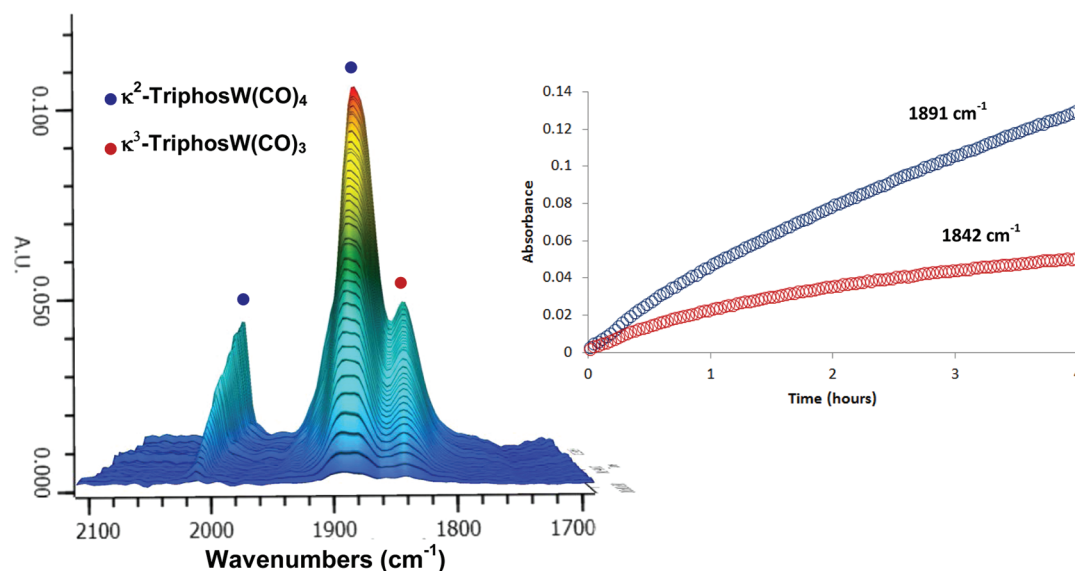 κ²-TriphosW(CO)₄
κ³-TriphosW(CO)₃
A.U.
0.100
0.050
0.000
2100 2000 1900 1800 1700
Wavenumbers (cm⁻¹)
0.14
0.12
0.1
0.08
0.06
0.04
0.02
0
Absorbance
1891 cm⁻¹
1842 cm⁻¹
0 1 2 3
Time (hours)